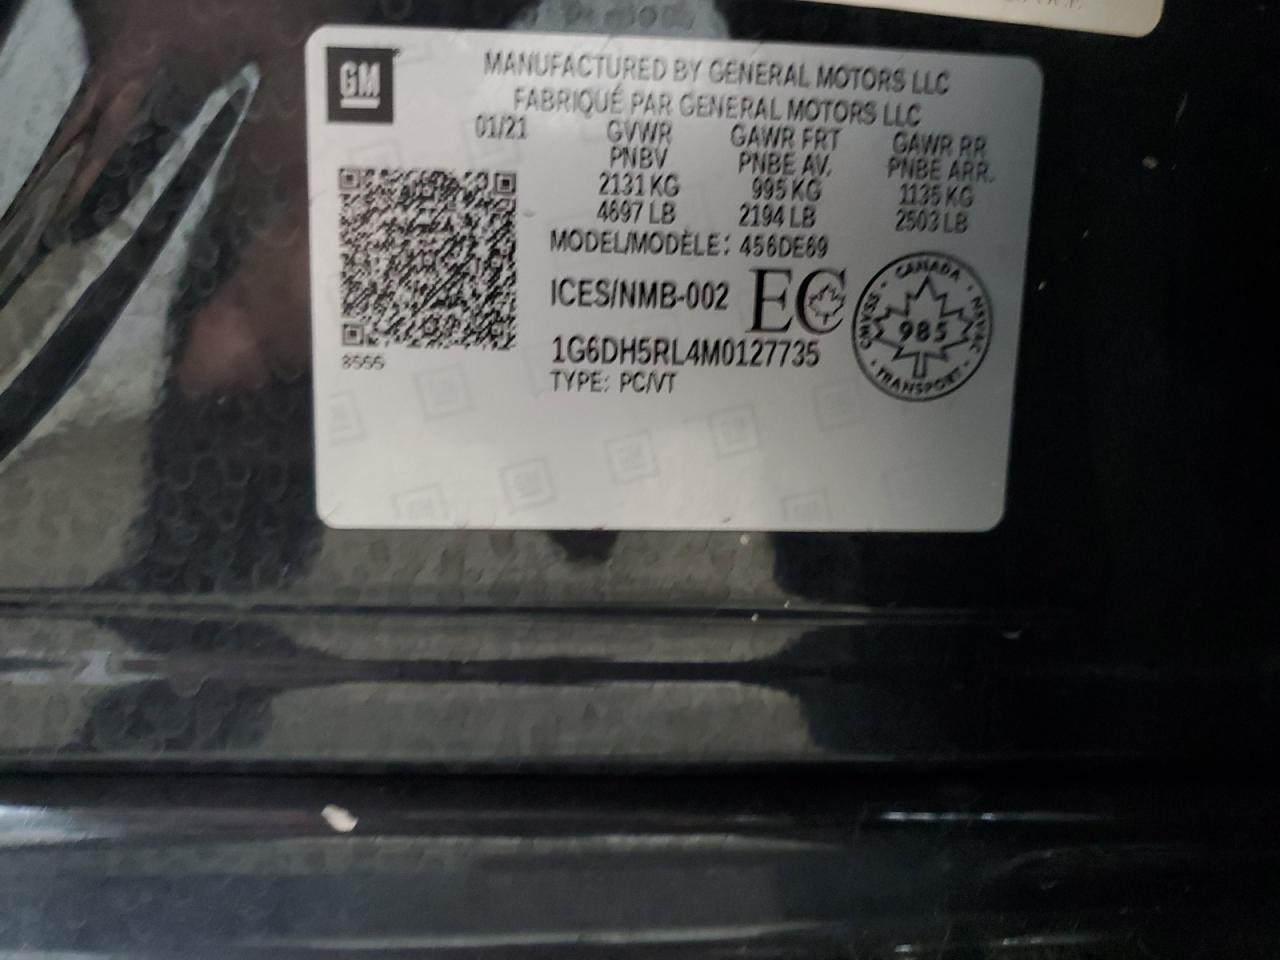 GM
MANUFACTURED BY GENERAL MOTORS LLC
FABRIQUÉ PAR GENERAL MOTORS LLC
01/21 GVWR GAWR FRT GAWR RR
PNBV PNBE AV. PNBE ARR.
2131 KG 995 KG 1135 KG
4697 LB 2194 LB 2503 LB
MODEL/MODÈLE: 456DE69
ICES/NMB-002 EC
1G6DH5RL4M0127735
TYPE: PC/VT
8555
CANADA
CMVSS 985 NSVAC
TRANSPORT